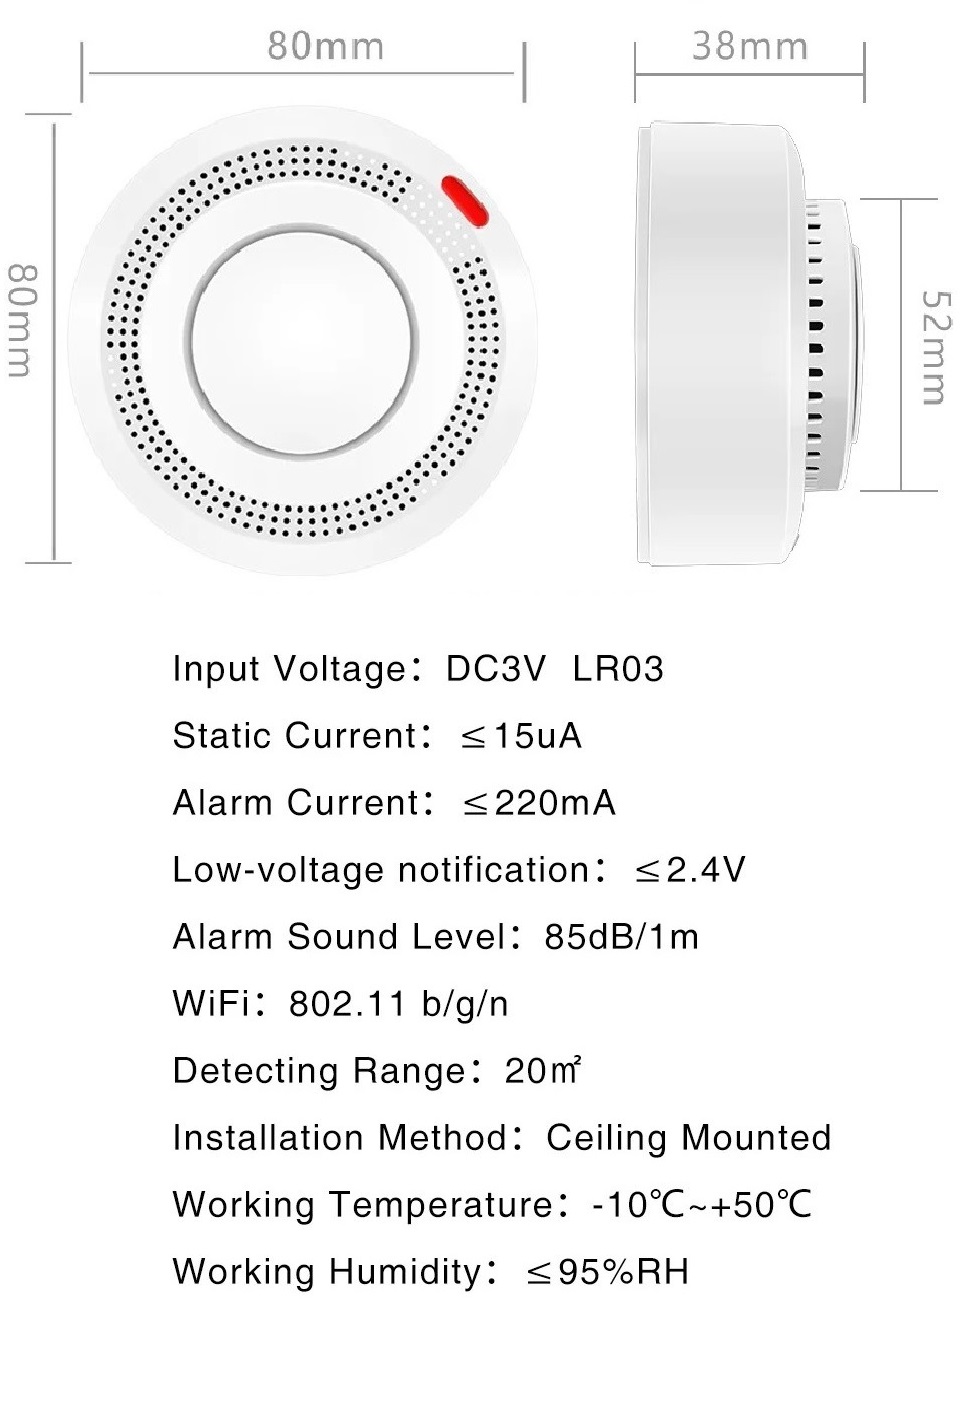 80mm
38mm
80mm
52mm
Input Voltage：DC3V LR03
Static Current：≤15uA
Alarm Current：≤220mA
Low-voltage notification：≤2.4V
Alarm Sound Level：85dB/1m
WiFi：802.11 b/g/n
Detecting Range：20㎡
Installation Method：Ceiling Mounted
Working Temperature：-10℃~+50℃
Working Humidity：≤95%RH